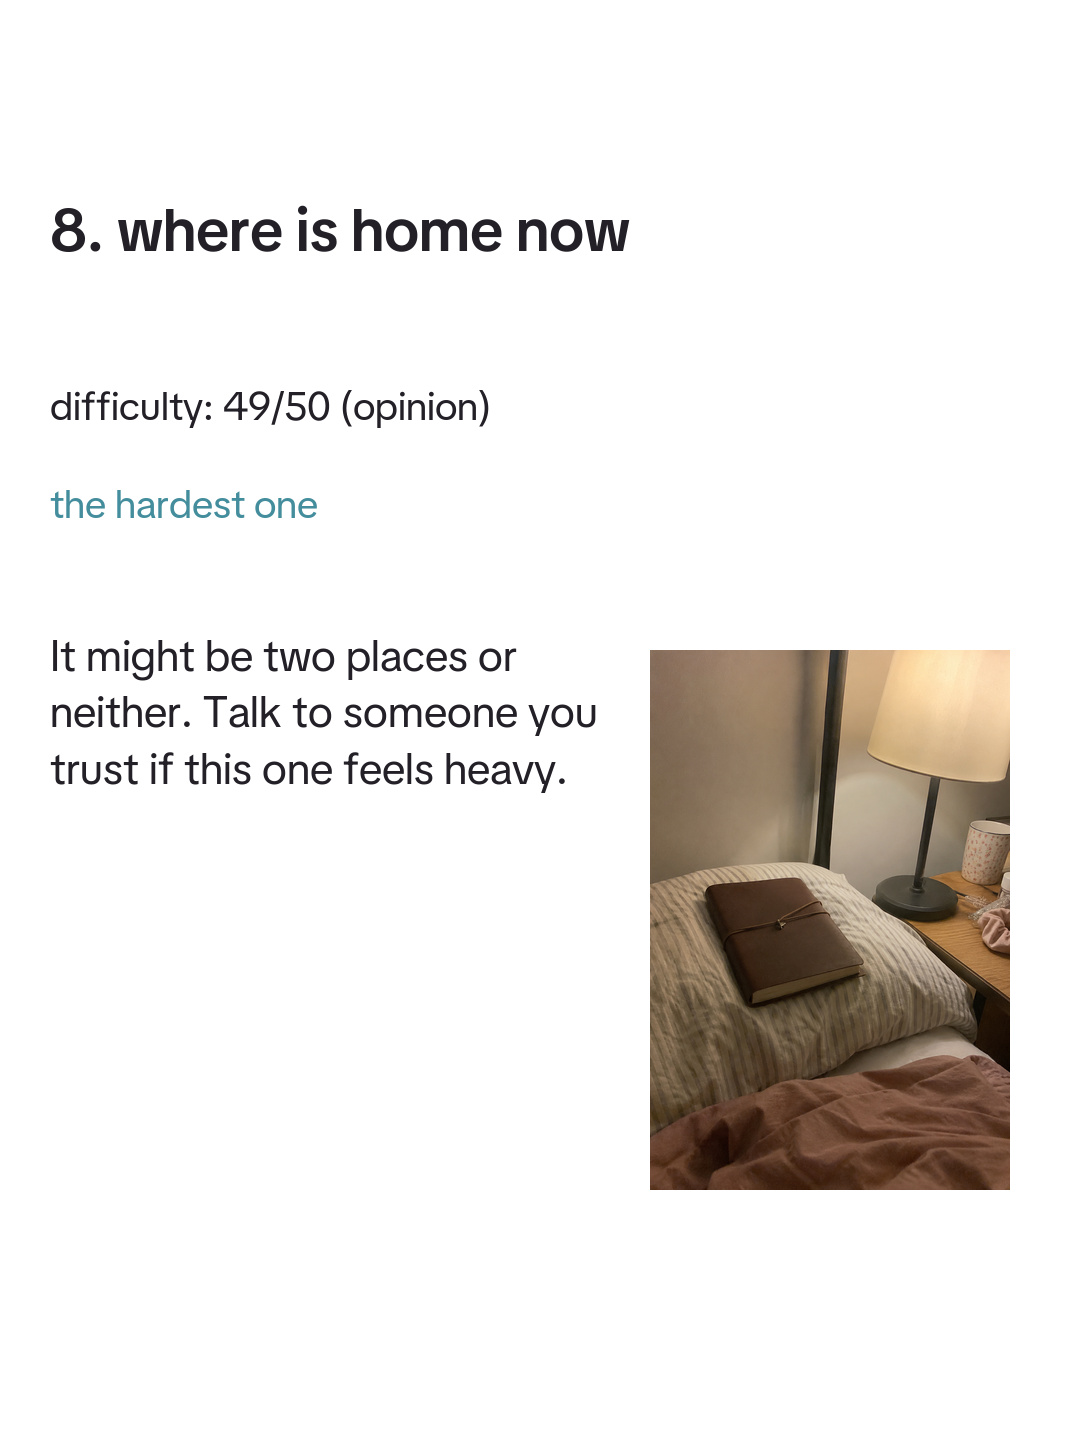 8. where is home now
difficulty: 49/50 (opinion)
the hardest one
It might be two places or
neither. Talk to someone you
trust if this one feels heavy.